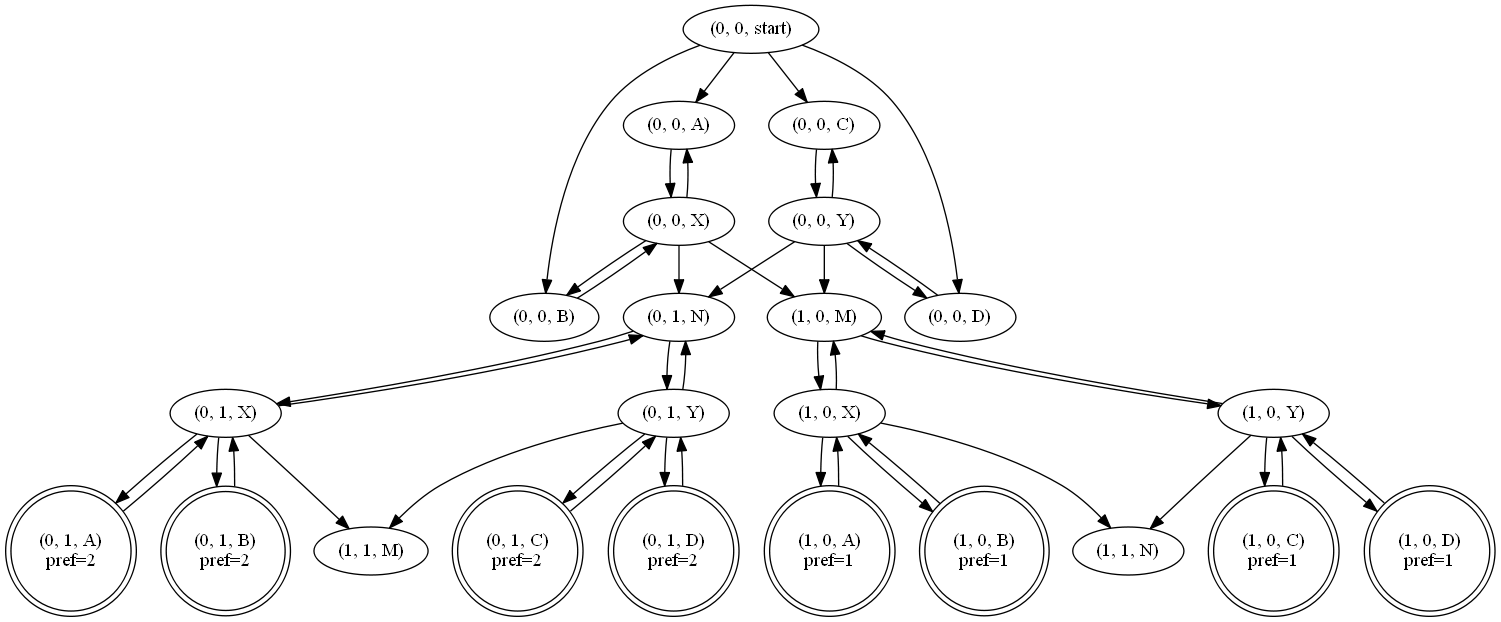 (0, 0, start)
(0, 0, A)
(0, 0, C)
(0, 0, X)
(0, 0, Y)
(0, 0, B)
(0, 1, N)
(1, 0, M)
(0, 0, D)
(0, 1, X)
(0, 1, Y)
(1, 0, X)
(1, 0, Y)
(0, 1, A)
pref=2
(0, 1, B)
pref=2
(1, 1, M)
(0, 1, C)
pref=2
(0, 1, D)
pref=2
(1, 0, A)
pref=1
(1, 0, B)
pref=1
(1, 1, N)
(1, 0, C)
pref=1
(1, 0, D)
pref=1